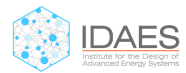 IDAES
Institute for the Design of
Advanced Energy Systems